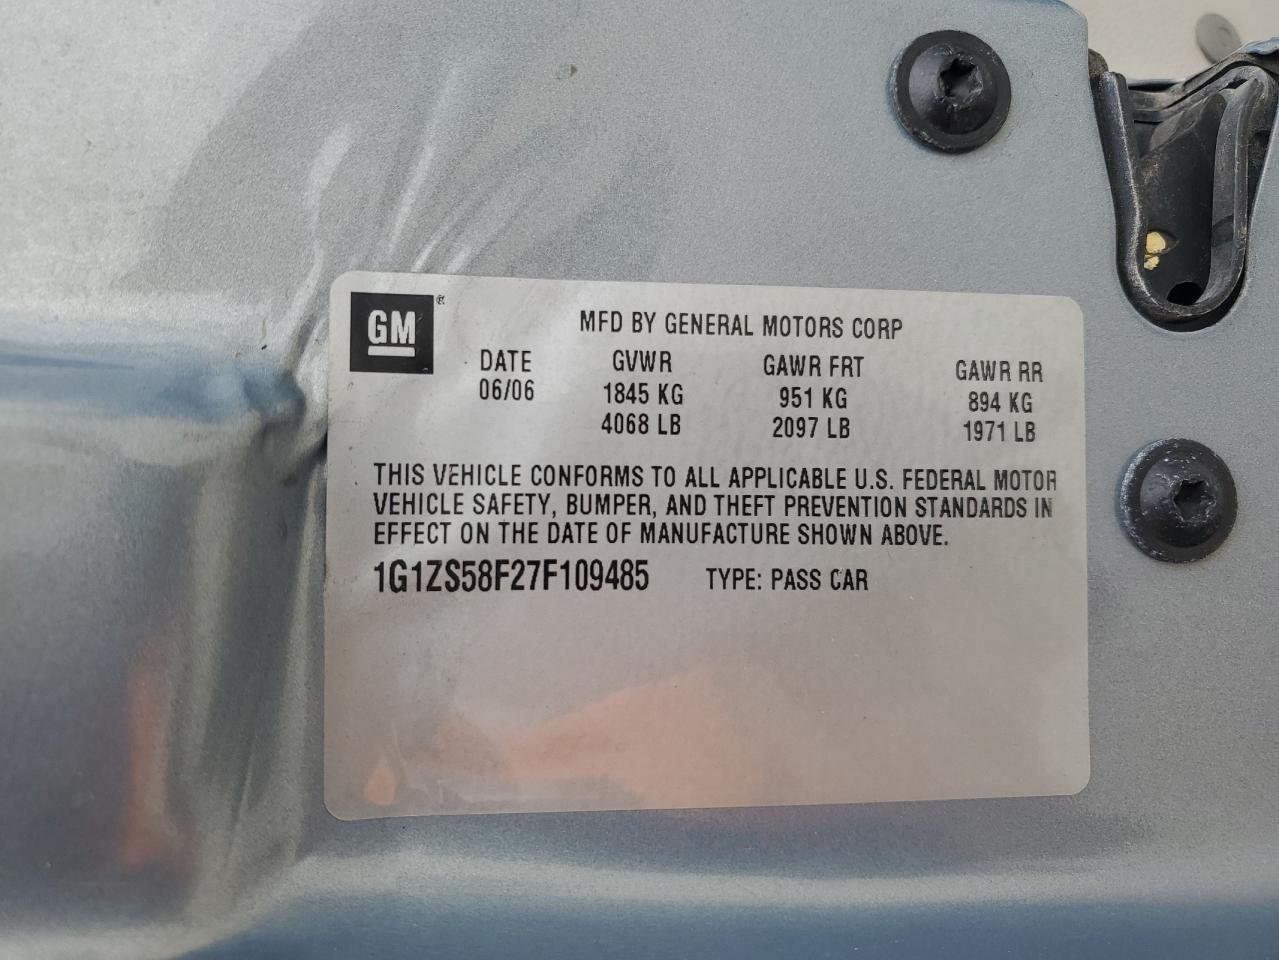 GM ®
MFD BY GENERAL MOTORS CORP
DATE GVWR GAWR FRT GAWR RR
06/06 1845 KG 951 KG 894 KG
4068 LB 2097 LB 1971 LB
THIS VEHICLE CONFORMS TO ALL APPLICABLE U.S. FEDERAL MOTOR
VEHICLE SAFETY, BUMPER, AND THEFT PREVENTION STANDARDS IN
EFFECT ON THE DATE OF MANUFACTURE SHOWN ABOVE.
1G1ZS58F27F109485 TYPE: PASS CAR